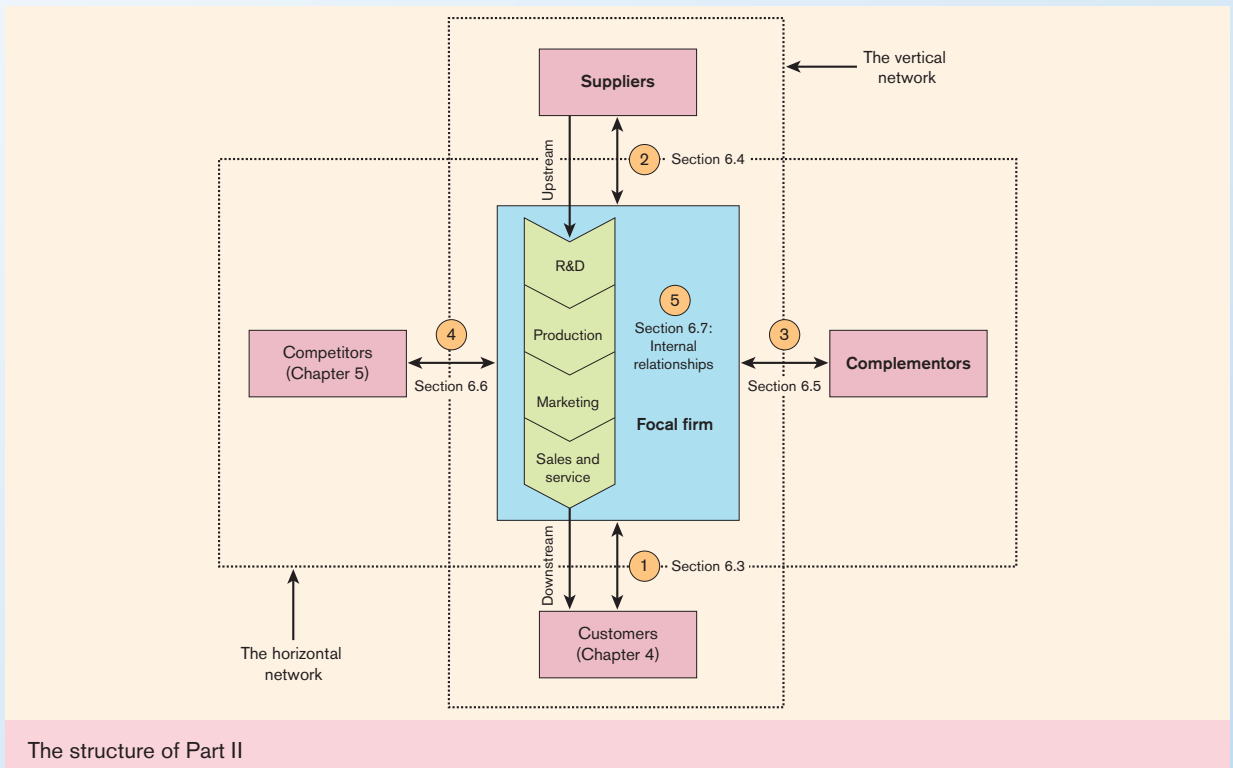 The vertical
network
Suppliers
Upstream
2
Section 6.4
R&D
5
Section 6.7:
Internal
relationships
Production
4
3
Competitors
(Chapter 5)
Complementors
Section 6.6
Section 6.5
Marketing
Focal firm
Sales and
service
Downstream
1
Section 6.3
Customers
(Chapter 4)
The horizontal
network
The structure of Part II